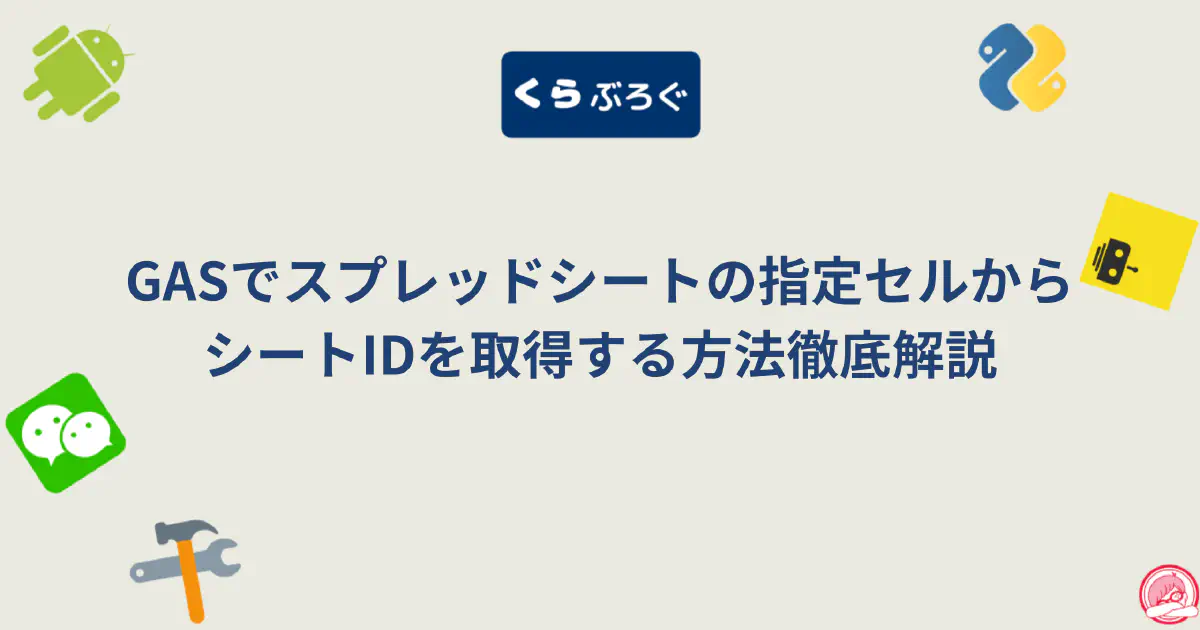 くらぶろぐ
GASでスプレッドシートの指定セルから
シートIDを取得する方法徹底解説